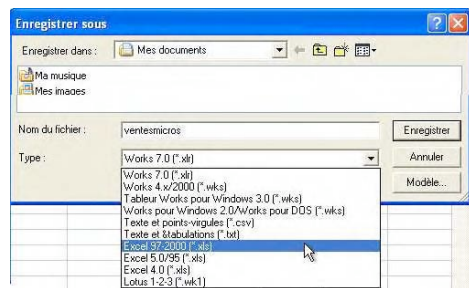 Enregistrer sous
Enregistrer dans : Mes documents
Ma musique
Mes images
Nom du fichier : ventesmicros Enregistrer
Type : Works 7.0 (*.xlr) Annuler
Works 7.0 (*.xlr)
Works 4.x/2000 (*.wks) Modèle...
Tableur Works pour Windows 3.0 (*.wks)
Works pour Windows 2.0/Works pour DOS (*.wks)
Texte et points-virgules (*.csv)
Texte et &tabulations (*.txt)
Excel 97-2000 (*.xls)
Excel 5.0/95 (*.xls)
Excel 4.0 (*.xls)
Lotus 1-2-3 (*.wk1)